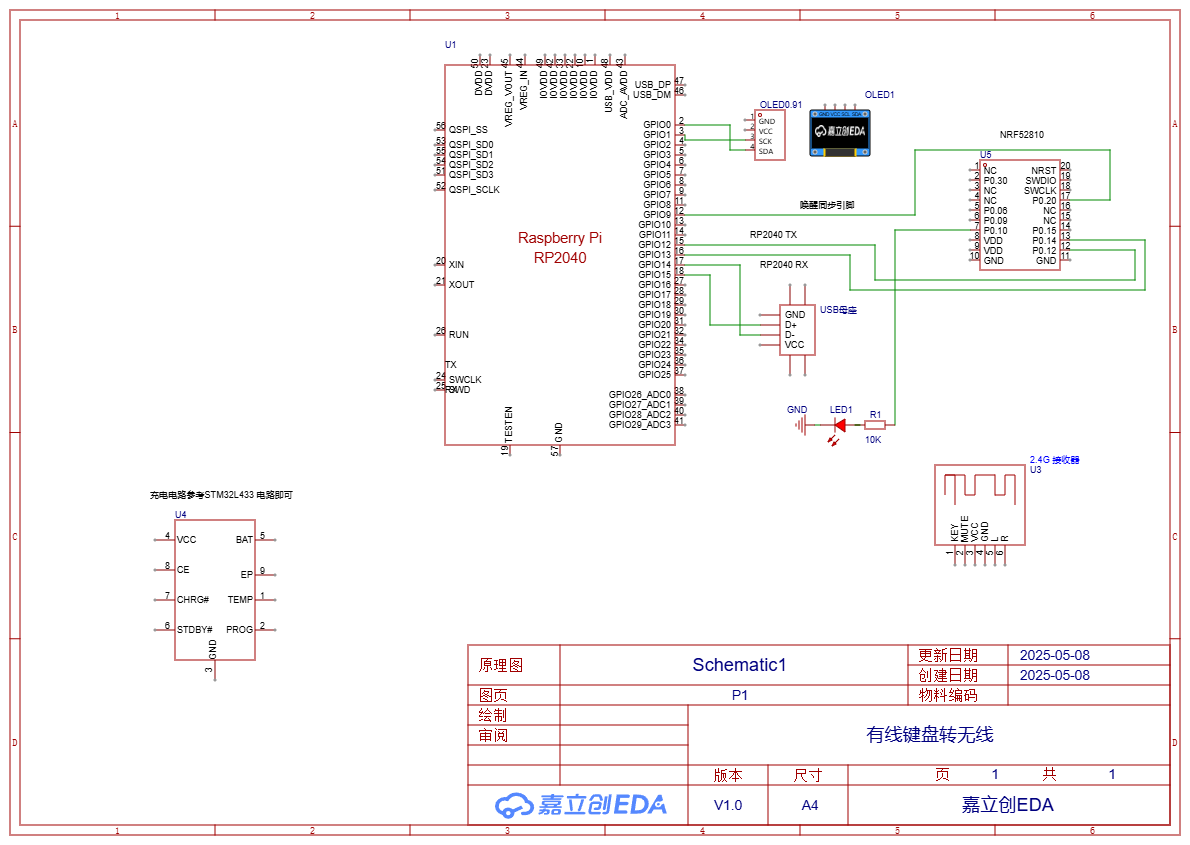 1 2 3 4 5 6
A
B
C
D
A
B
C
D
U1
50 DVDD
23 DVDD
45 VREG_VOUT
44 VREG_IN
49 IOVDD
42 IOVDD
33 IOVDD
22 IOVDD
10 IOVDD
1 IOVDD
48 USB_VDD
43 ADC_AVDD
USB_DP 47
USB_DM 46
56 QSPI_SS
53 QSPI_SD0
55 QSPI_SD1
54 QSPI_SD2
51 QSPI_SD3
52 QSPI_SCLK
20 XIN
21 XOUT
26 RUN
TX
24 SWCLK
25 SWD
RX
Raspberry Pi
RP2040
GPIO0 2
GPIO1 3
GPIO2 4
GPIO3 5
GPIO4 6
GPIO5 7
GPIO6 8
GPIO7 9
GPIO8 11
GPIO9 12
GPIO10 13
GPIO11 14
GPIO12 15
GPIO13 16
GPIO14 17
GPIO15 18
GPIO16 27
GPIO17 28
GPIO18 29
GPIO19 30
GPIO20 31
GPIO21 32
GPIO22 34
GPIO23 35
GPIO24 36
GPIO25 37
GPIO26_ADC0 38
GPIO27_ADC1 39
GPIO28_ADC2 40
GPIO29_ADC3 41
19 TESTEN
57 GND
OLED0.91
1 GND
2 VCC
3 SCK
4 SDA
OLED1
GND VCC SCL SDA
嘉立创EDA
NRF52810
U5
1 NC
2 P0.30
3 NC
4 NC
5 P0.06
6 P0.09
7 P0.10
8 VDD
9 VDD
10 GND
NRST 20
SWDIO 19
SWCLK 18
P0.20 17
NC 16
NC 15
P0.15 14
P0.14 13
P0.12 12
GND 11
唤醒同步引脚
RP2040 TX
RP2040 RX
USB母座
GND
D+
D-
VCC
GND
LED1
R1
10K
2.4G 接收器
U3
KEY 1
MUTE 2
VCC 3
GND 4
L 5
R 6
充电电路参考STM32L433 电路即可
U4
4 VCC
8 CE
7 CHRG#
6 STDBY#
BAT 5
EP 9
TEMP 1
PROG 2
3 GND
原理图 Schematic1
更新日期 2025-05-08
创建日期 2025-05-08
图页 P1 物料编码
绘制
审阅
有线键盘转无线
版本 尺寸 页 1 共 1
嘉立创EDA V1.0 A4 嘉立创EDA
1 2 3 4 5 6